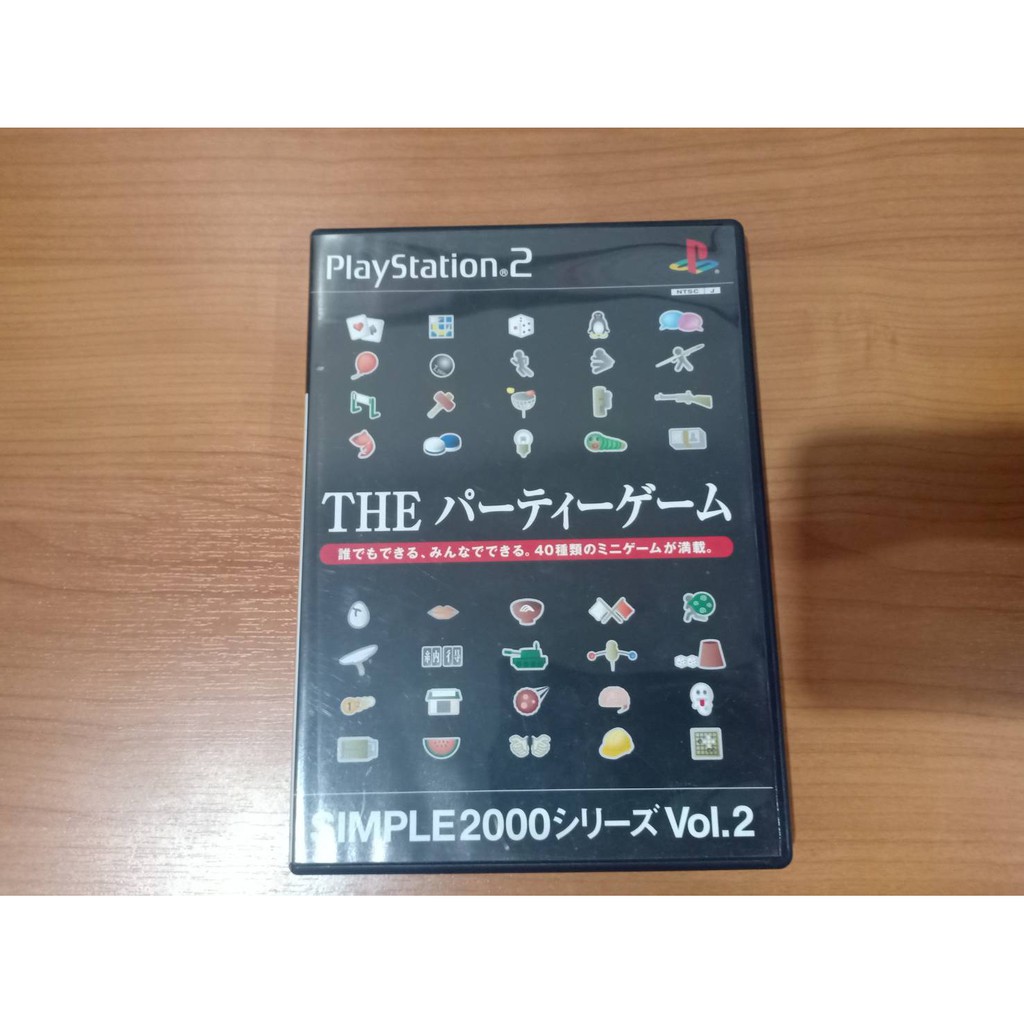 PlayStation®2
NTSC J
THE パーティーゲーム
誰でもできる、みんなでできる。40種類のミニゲームが満載。
SIMPLE2000シリーズ Vol.2